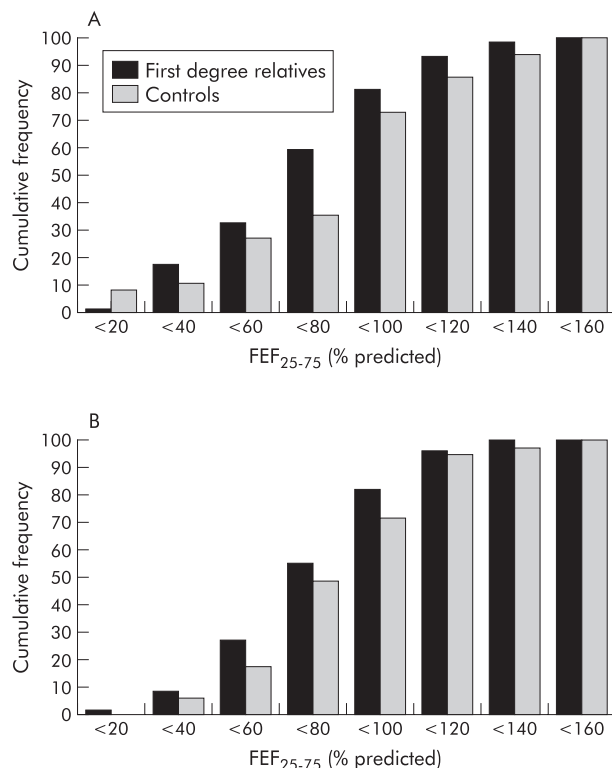 A
100
90
80
70
60
50
40
30
20
10
0
Cumulative frequency
First degree relatives
Controls
<20 <40 <60 <80 <100 <120 <140 <160
FEF25-75 (% predicted)
B
100
90
80
70
60
50
40
30
20
10
0
Cumulative frequency
<20 <40 <60 <80 <100 <120 <140 <160
FEF25-75 (% predicted)